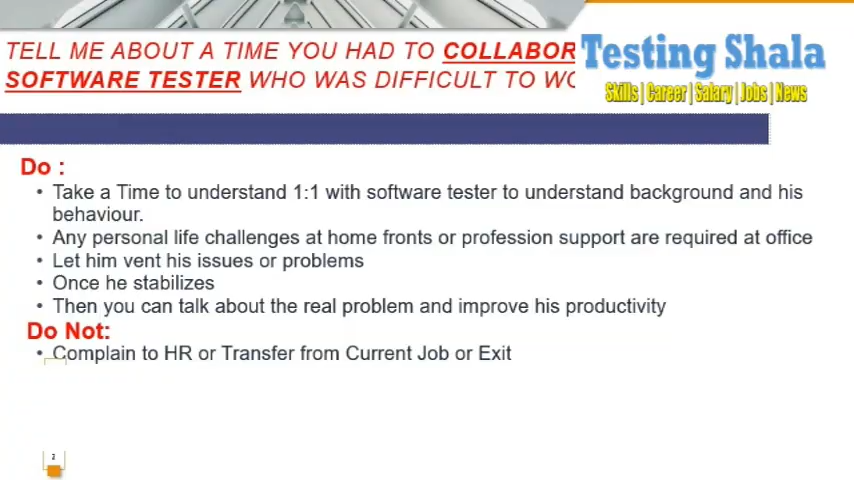 TELL ME ABOUT A TIME YOU HAD TO COLLABOR
SOFTWARE TESTER WHO WAS DIFFICULT TO WO
Testing Shala
Skills | Career | Salary | Jobs | News
Do :
• Take a Time to understand 1:1 with software tester to understand background and his
behaviour.
• Any personal life challenges at home fronts or profession support are required at office
• Let him vent his issues or problems
• Once he stabilizes
• Then you can talk about the real problem and improve his productivity
Do Not:
• Complain to HR or Transfer from Current Job or Exit
2